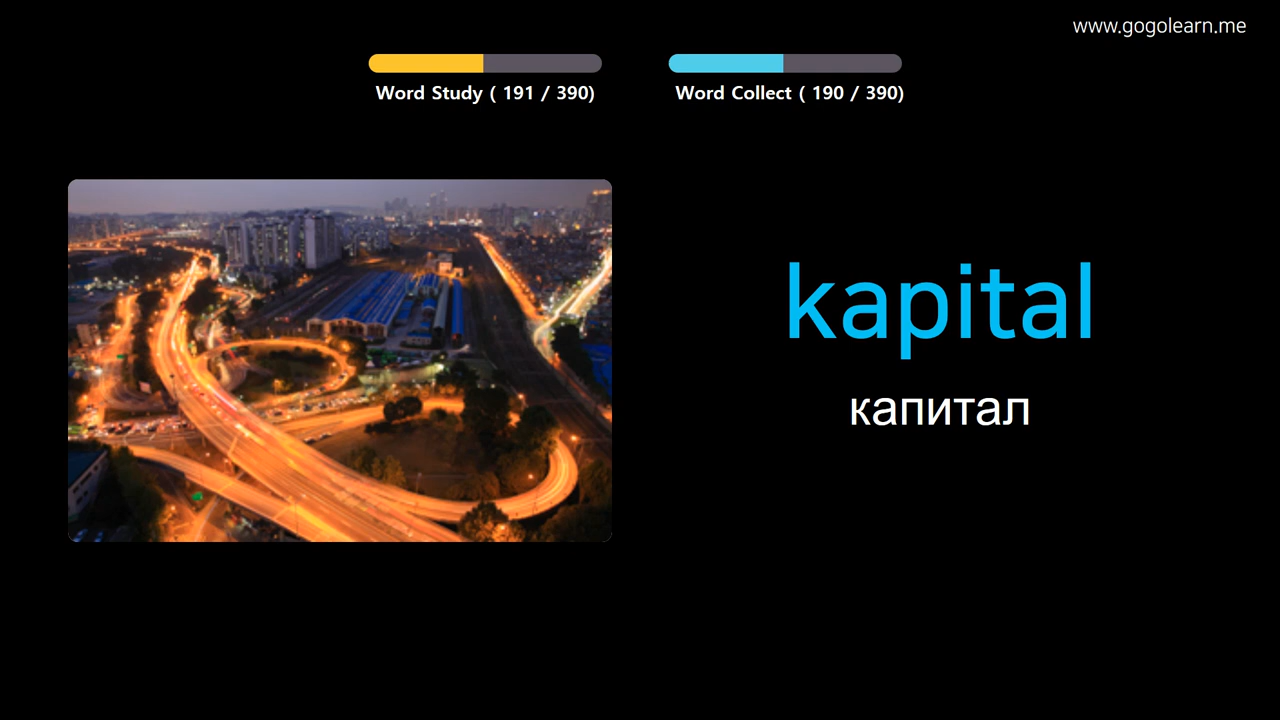 www.gogolearn.me
Word Study ( 191 / 390)
Word Collect ( 190 / 390)
kapital
капитал